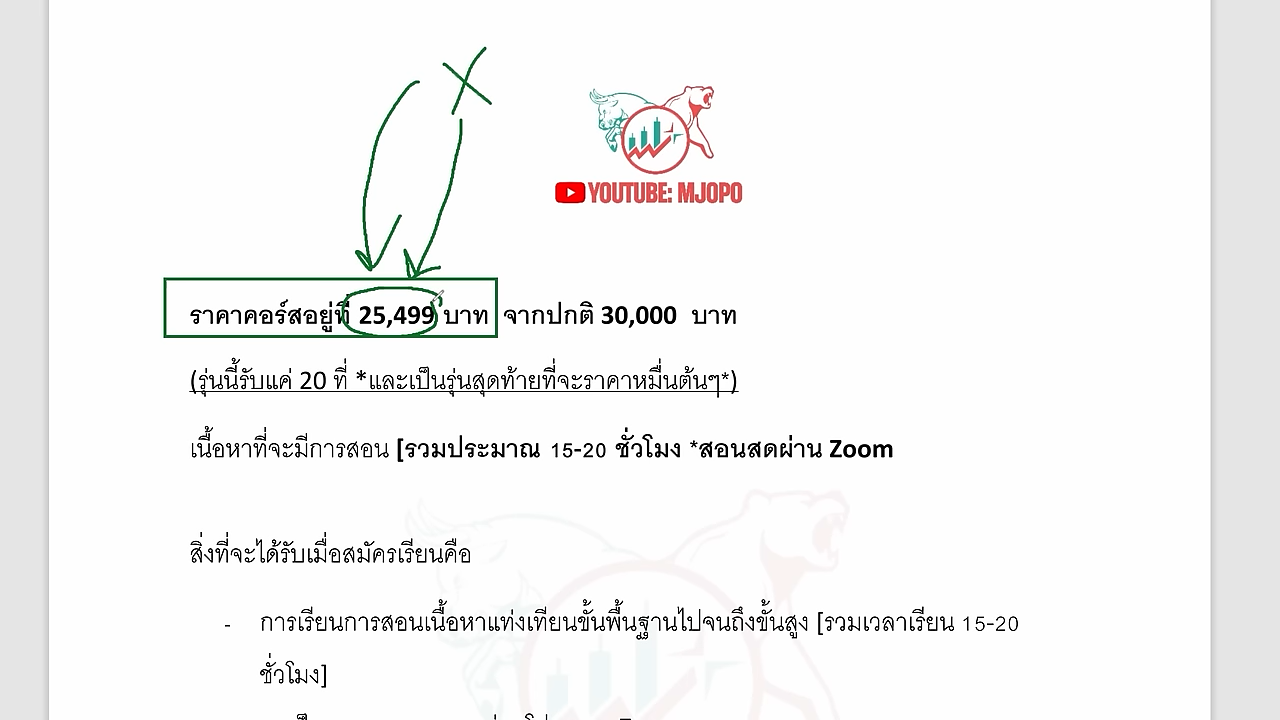 YOUTUBE: MJOPO
ราคาคอร์สอยู่ที่ 25,499 บาท จากปกติ 30,000 บาท
(รุ่นนี้รับแค่ 20 ที่ *และเป็นรุ่นสุดท้ายที่จะราคาหมื่นต้นๆ*)
เนื้อหาที่จะมีการสอน [รวมประมาณ 15-20 ชั่วโมง *สอนสดผ่าน Zoom
สิ่งที่จะได้รับเมื่อสมัครเรียนคือ
- การเรียนการสอนเนื้อหาแท่งเทียนขั้นพื้นฐานไปจนถึงขั้นสูง [รวมเวลาเรียน 15-20
ชั่วโมง]